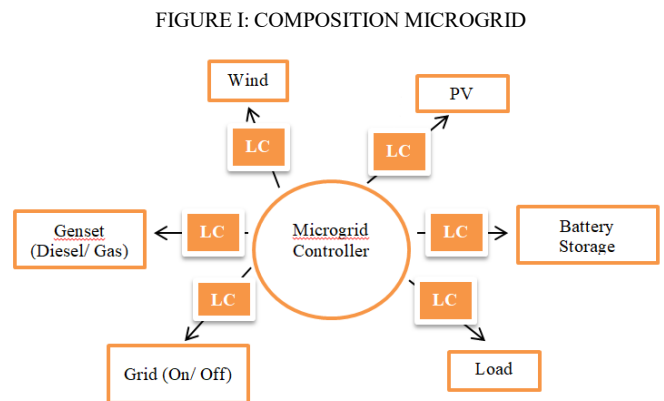 FIGURE I: COMPOSITION MICROGRID
Wind
PV
LC
LC
Genset
(Diesel/ Gas)
LC
Microgrid
Controller
LC
Battery
Storage
LC
LC
Grid (On/ Off)
Load